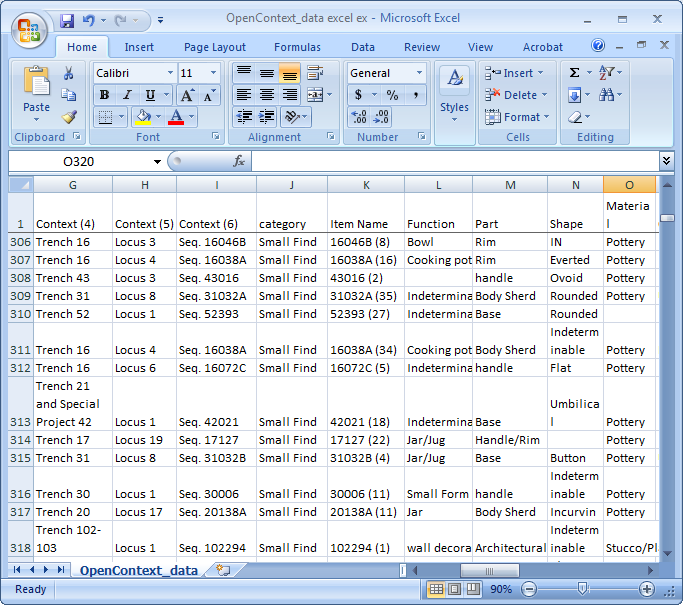 OpenContext_data excel ex - Microsoft Excel
Home Insert Page Layout Formulas Data Review View Acrobat
Paste
Clipboard
Calibri 11
B I U A A
A
Font
Alignment
General
$ % ,
.00 .0
Number
Styles
Insert
Delete
Format
Cells
Σ
Editing
O320 fx
G H I J K L M N O
1 Context (4) Context (5) Context (6) category Item Name Function Part Shape Materia
l
306 Trench 16 Locus 3 Seq. 16046B Small Find 16046B (8) Bowl Rim IN Pottery
307 Trench 16 Locus 4 Seq. 16038A Small Find 16038A (16) Cooking pot Rim Everted Pottery
308 Trench 43 Locus 3 Seq. 43016 Small Find 43016 (2) handle Ovoid Pottery
309 Trench 31 Locus 8 Seq. 31032A Small Find 31032A (35) Indetermina Body Sherd Rounded Pottery
310 Trench 52 Locus 1 Seq. 52393 Small Find 52393 (27) Indetermina Base Rounded
Indeterm
311 Trench 16 Locus 4 Seq. 16038A Small Find 16038A (34) Cooking pot Body Sherd inable Pottery
312 Trench 16 Locus 6 Seq. 16072C Small Find 16072C (5) Indetermina handle Flat Pottery
Trench 21
and Special Umbilica
313 Project 42 Locus 1 Seq. 42021 Small Find 42021 (18) Indetermina Base l Pottery
314 Trench 17 Locus 19 Seq. 17127 Small Find 17127 (22) Jar/Jug Handle/Rim Pottery
315 Trench 31 Locus 8 Seq. 31032B Small Find 31032B (4) Jar/Jug Base Button Pottery
Indeterm
316 Trench 30 Locus 1 Seq. 30006 Small Find 30006 (11) Small Form handle inable Pottery
317 Trench 20 Locus 17 Seq. 20138A Small Find 20138A (11) Jar Body Sherd Incurvin Pottery
Trench 102- Indeterm
318 103 Locus 1 Seq. 102294 Small Find 102294 (1) wall decora Architectural inable Stucco/Pl
OpenContext_data
Ready 90%